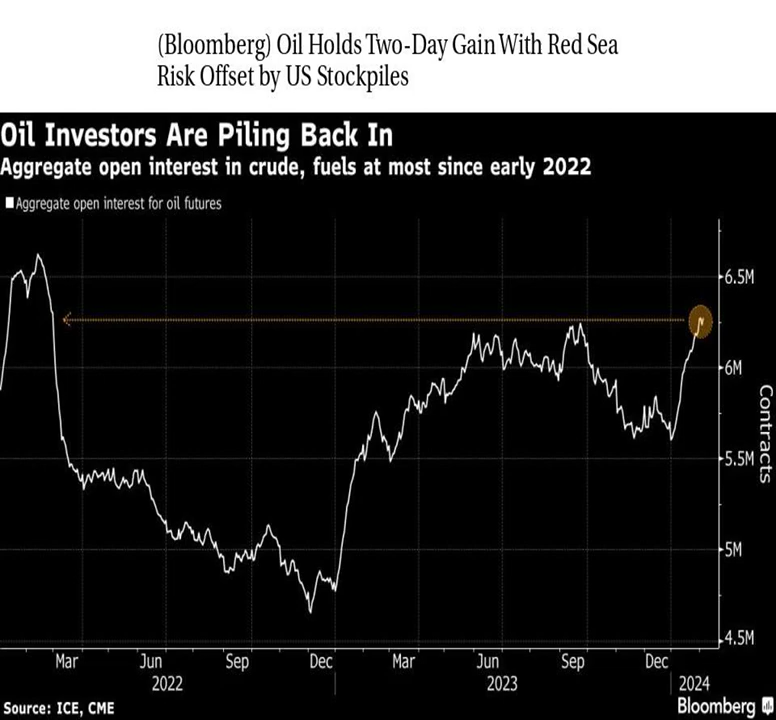 (Bloomberg) Oil Holds Two-Day Gain With Red Sea
Risk Offset by US Stockpiles
Oil Investors Are Piling Back In
Aggregate open interest in crude, fuels at most since early 2022
Aggregate open interest for oil futures
6.5M
6M
5.5M
5M
4.5M
Contracts
Mar Jun Sep Dec Mar Jun Sep Dec
2022 2023 2024
Source: ICE, CME
Bloomberg